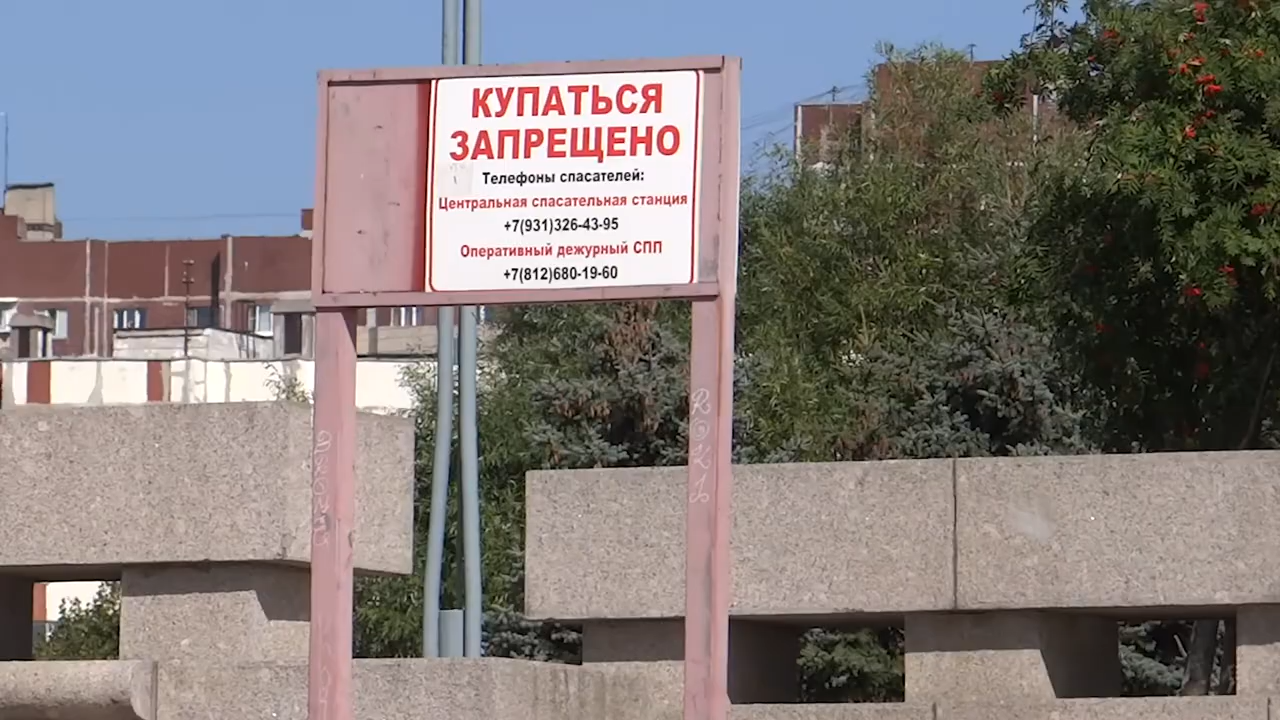 КУПАТЬСЯ
ЗАПРЕЩЕНО
Телефоны спасателей:
Центральная спасательная станция
+7(931)326-43-95
Оперативный дежурный СПП
+7(812)680-19-60